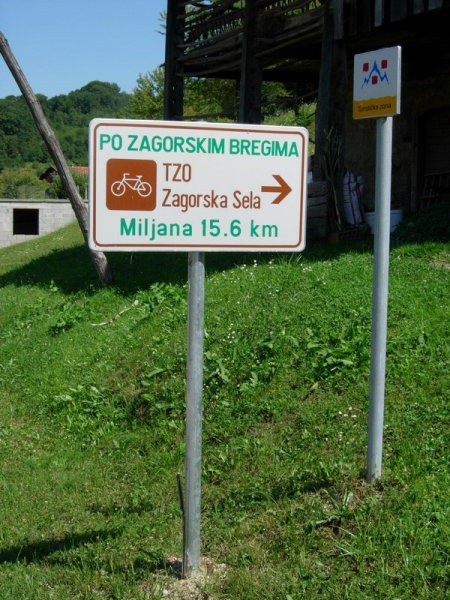 PO ZAGORSKIM BREGIMA
TZO
Zagorska Sela
Miljana 15.6 km